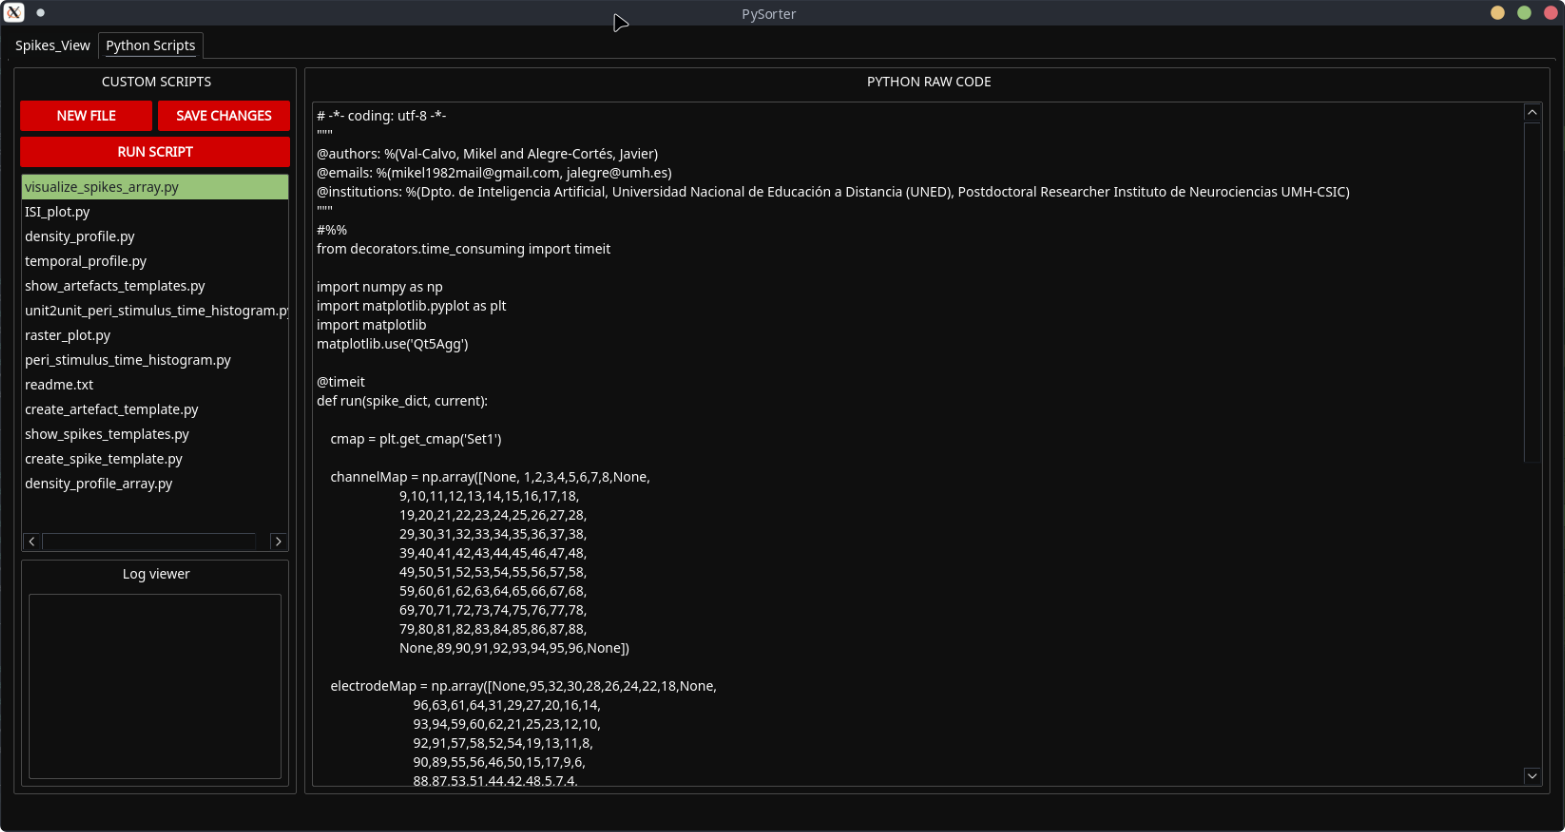 PySorter
Spikes_View
Python Scripts
CUSTOM SCRIPTS
NEW FILE
SAVE CHANGES
RUN SCRIPT
visualize_spikes_array.py
ISI_plot.py
density_profile.py
temporal_profile.py
show_artefacts_templates.py
unit2unit_peri_stimulus_time_histogram.py
raster_plot.py
peri_stimulus_time_histogram.py
readme.txt
create_artefact_template.py
show_spikes_templates.py
create_spike_template.py
density_profile_array.py
Log viewer
PYTHON RAW CODE
# -*- coding: utf-8 -*-
"""
@authors: %(Val-Calvo, Mikel and Alegre-Cortés, Javier)
@emails: %(mikel1982mail@gmail.com, jalegre@umh.es)
@institutions: %(Dpto. de Inteligencia Artificial, Universidad Nacional de Educación a Distancia (UNED), Postdoctoral Researcher Instituto de Neurociencias UMH-CSIC)
"""
#%%
from decorators.time_consuming import timeit
import numpy as np
import matplotlib.pyplot as plt
import matplotlib
matplotlib.use('Qt5Agg')
@timeit
def run(spike_dict, current):
cmap = plt.get_cmap('Set1')
channelMap = np.array([None, 1,2,3,4,5,6,7,8,None,
9,10,11,12,13,14,15,16,17,18,
19,20,21,22,23,24,25,26,27,28,
29,30,31,32,33,34,35,36,37,38,
39,40,41,42,43,44,45,46,47,48,
49,50,51,52,53,54,55,56,57,58,
59,60,61,62,63,64,65,66,67,68,
69,70,71,72,73,74,75,76,77,78,
79,80,81,82,83,84,85,86,87,88,
None,89,90,91,92,93,94,95,96,None])
electrodeMap = np.array([None,95,32,30,28,26,24,22,18,None,
96,63,61,64,31,29,27,20,16,14,
93,94,59,60,62,21,25,23,12,10,
92,91,57,58,52,54,19,13,11,8,
90,89,55,56,46,50,15,17,9,6,
88,87,53,51,44,42,48,5,7,4,